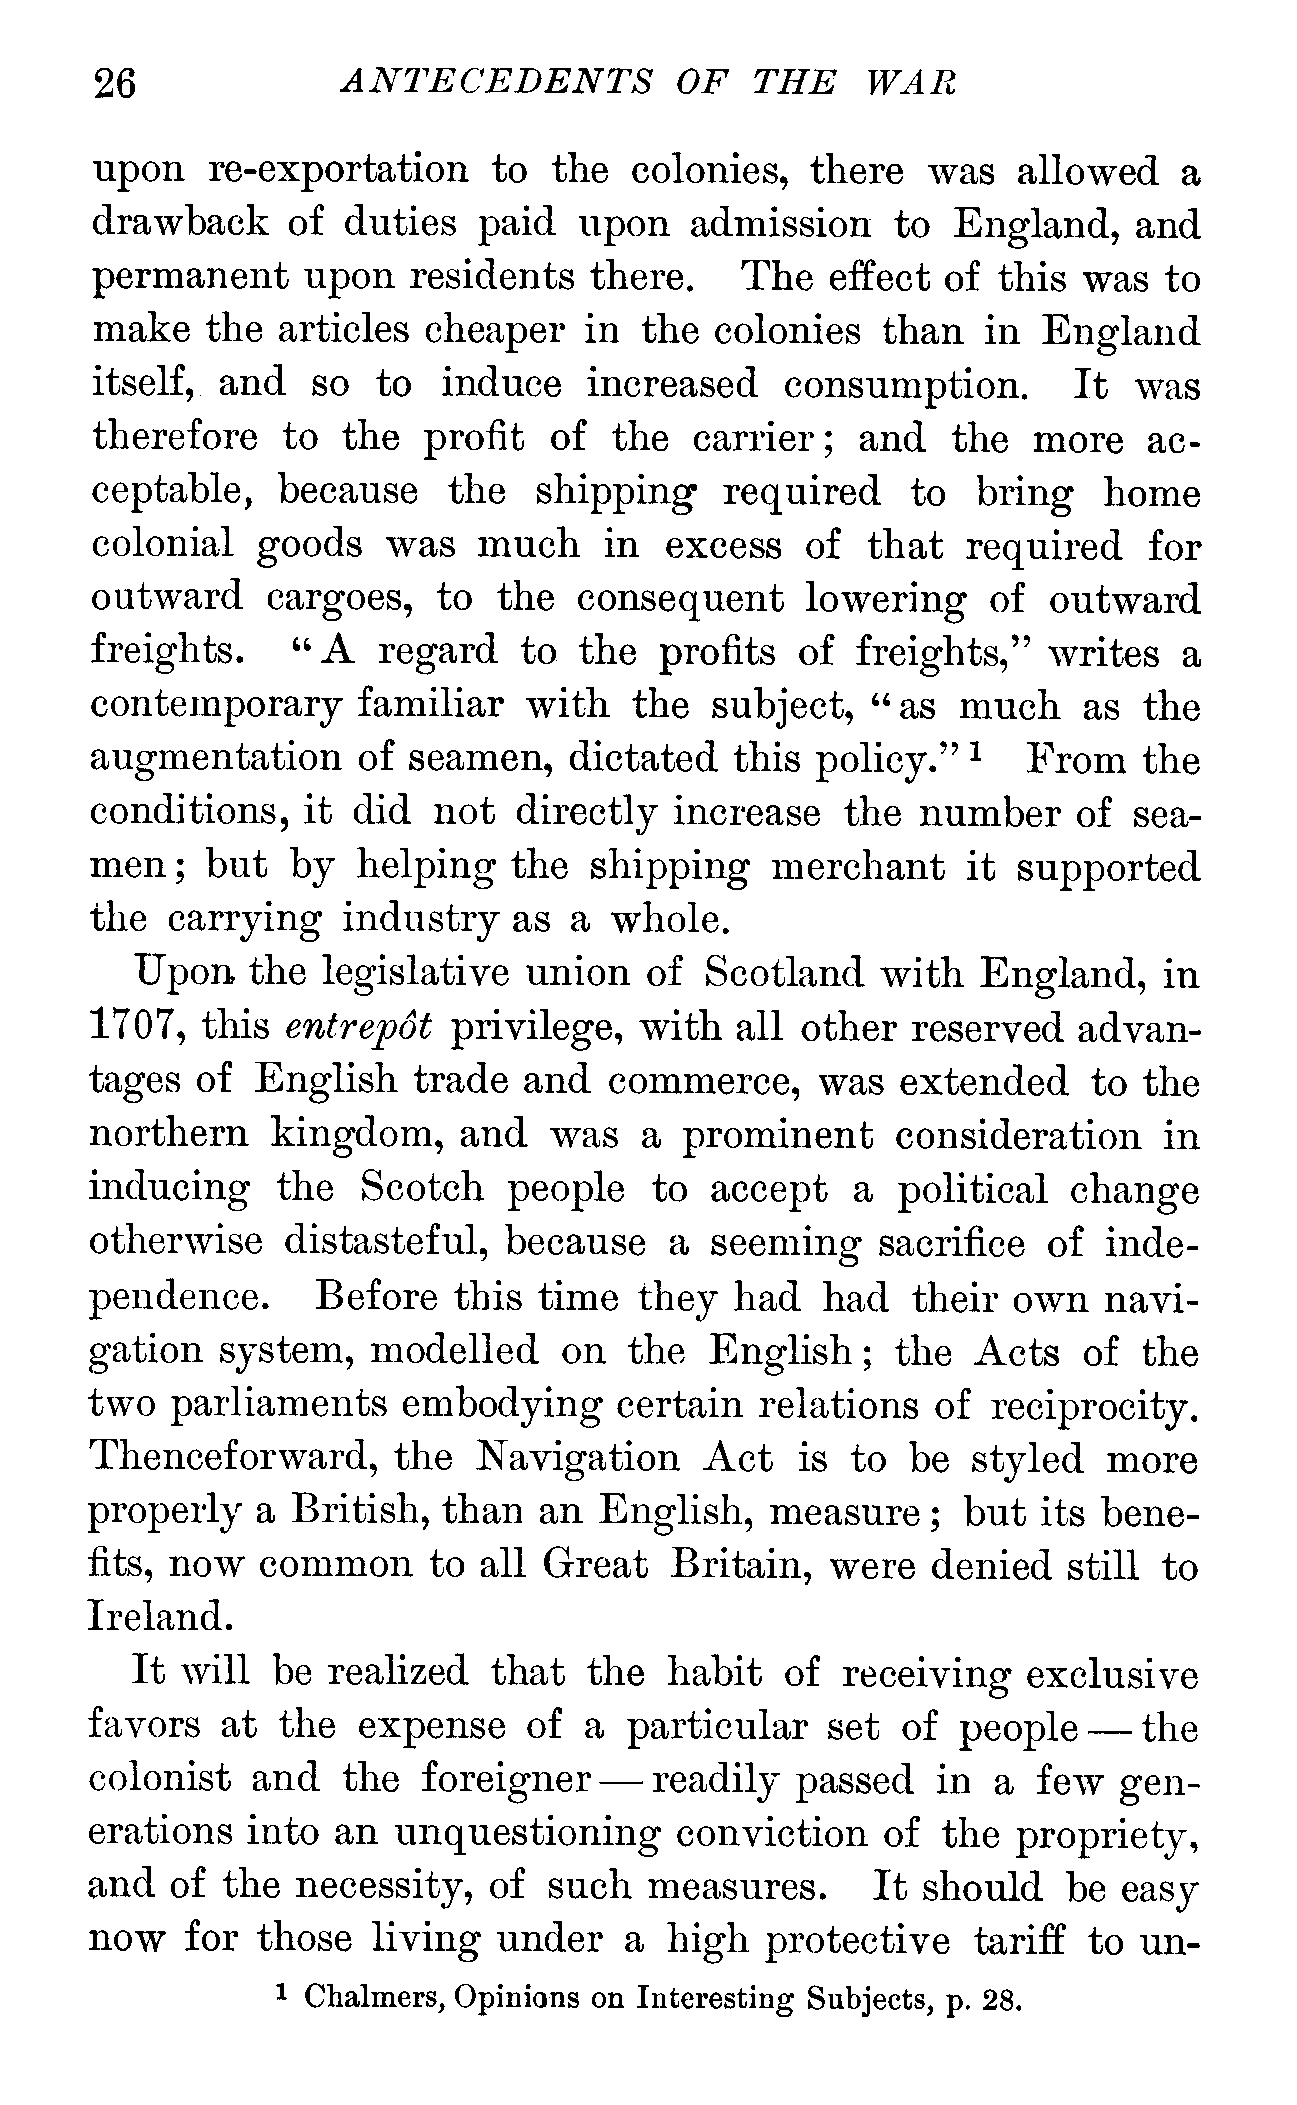 26 ANTECEDENTS OF THE WAR
upon re-exportation to the colonies, there was allowed a
drawback of duties paid upon admission to England, and
permanent upon residents there. The effect of this was to
make the articles cheaper in the colonies than in England
itself, and so to induce increased consumption. It was
therefore to the profit of the carrier; and the more ac-
ceptable, because the shipping required to bring home
colonial goods was much in excess of that required for
outward cargoes, to the consequent lowering of outward
freights. “A regard to the profits of freights,” writes a
contemporary familiar with the subject, “as much as the
augmentation of seamen, dictated this policy.” ¹ From the
conditions, it did not directly increase the number of sea-
men; but by helping the shipping merchant it supported
the carrying industry as a whole.
Upon the legislative union of Scotland with England, in
1707, this entrepôt privilege, with all other reserved advan-
tages of English trade and commerce, was extended to the
northern kingdom, and was a prominent consideration in
inducing the Scotch people to accept a political change
otherwise distasteful, because a seeming sacrifice of inde-
pendence. Before this time they had had their own navi-
gation system, modelled on the English; the Acts of the
two parliaments embodying certain relations of reciprocity.
Thenceforward, the Navigation Act is to be styled more
properly a British, than an English, measure; but its bene-
fits, now common to all Great Britain, were denied still to
Ireland.
It will be realized that the habit of receiving exclusive
favors at the expense of a particular set of people — the
colonist and the foreigner — readily passed in a few gen-
erations into an unquestioning conviction of the propriety,
and of the necessity, of such measures. It should be easy
now for those living under a high protective tariff to un-
¹ Chalmers, Opinions on Interesting Subjects, p. 28.